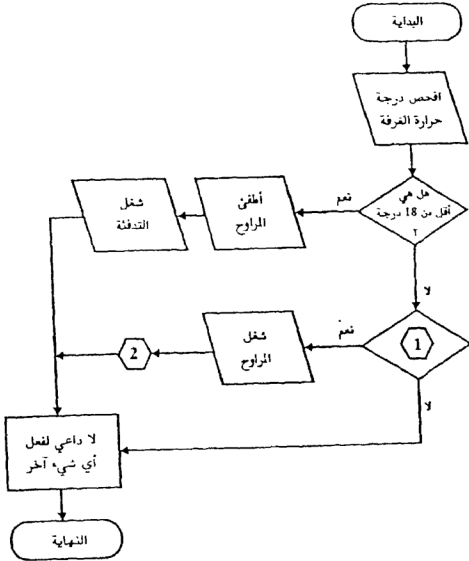 البداية
افحص درجة
حرارة الغرفة
هل هي
أقل من 18 درجة
؟
نعم
أطفئ
المراوح
شغل
التدفئة
لا
1
نعم
شغل
المراوح
2
لا
لا داعي لفعل
أي شيء آخر
النهاية